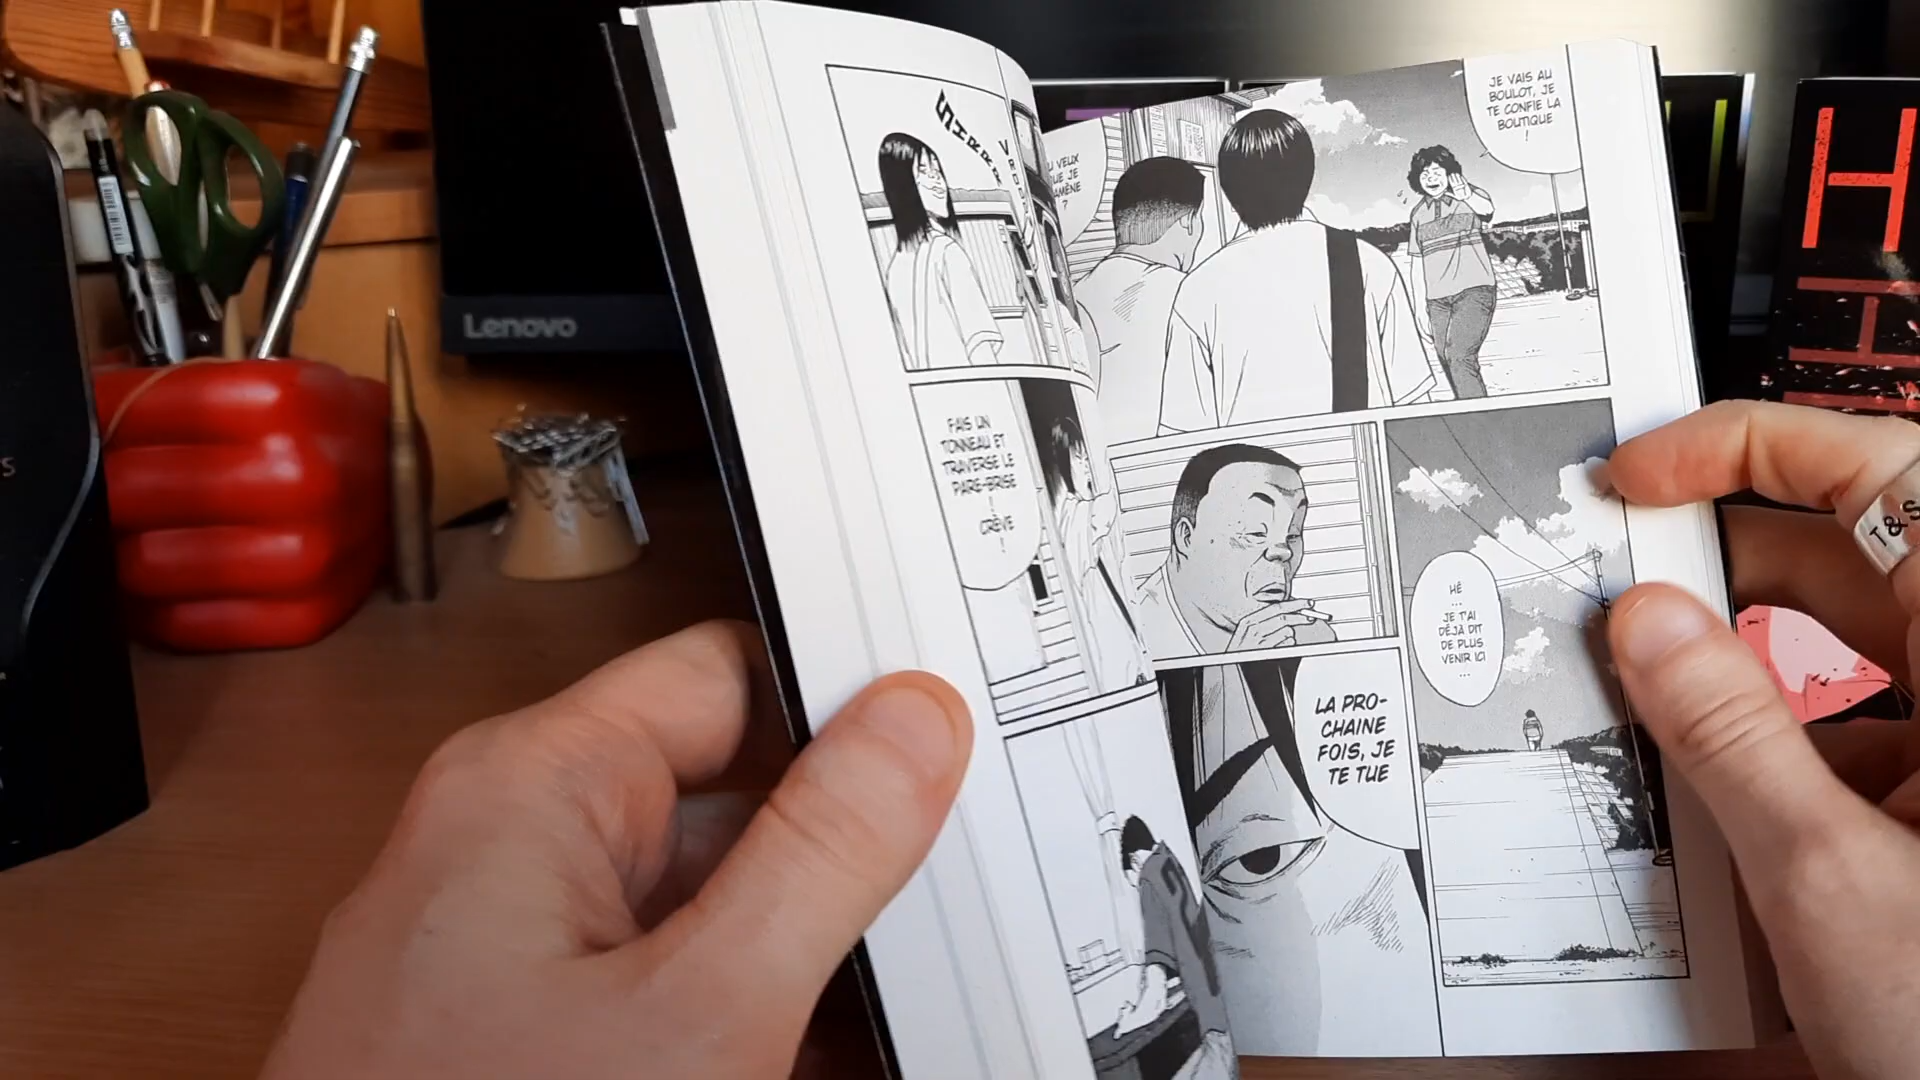 Lenovo
JE VAIS AU
BOULOT, JE
TE CONFIE LA
BOUTIQUE
!
U VEUX
UE JE
AMÈNE
?
HÉ
...
JE T'AI
DÉJÀ DIT
DE PLUS
VENIR ICI
...
LA PRO-
CHAINE
FOIS, JE
TE TUE
FAIS UN
TONNEAU ET
TRAVERSE LE
PARE-BRISE
!
CRÈVE
!
H
T&S